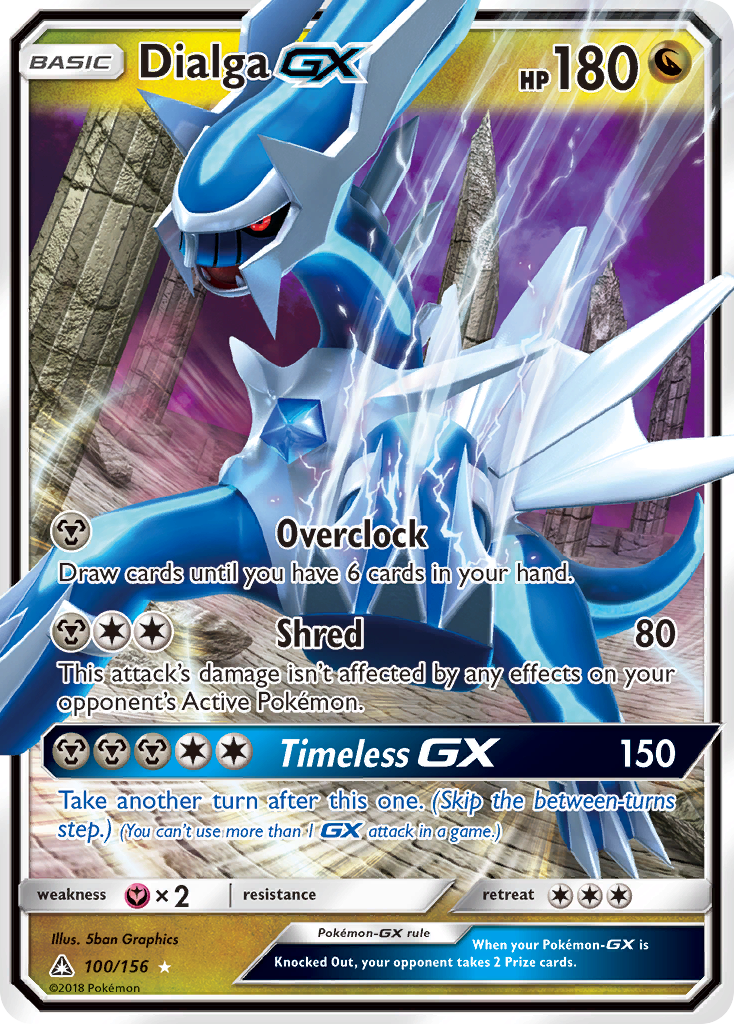 BASIC Dialga GX HP 180
Overclock
Draw cards until you have 6 cards in your hand.
Shred 80
This attack's damage isn't affected by any effects on your
opponent's Active Pokémon.
Timeless GX 150
Take another turn after this one. (Skip the between-turns
step.) (You can't use more than 1 GX attack in a game.)
weakness × 2 resistance retreat
Illus. 5ban Graphics
100/156
©2018 Pokémon
Pokémon-GX rule
When your Pokémon-GX is
Knocked Out, your opponent takes 2 Prize cards.